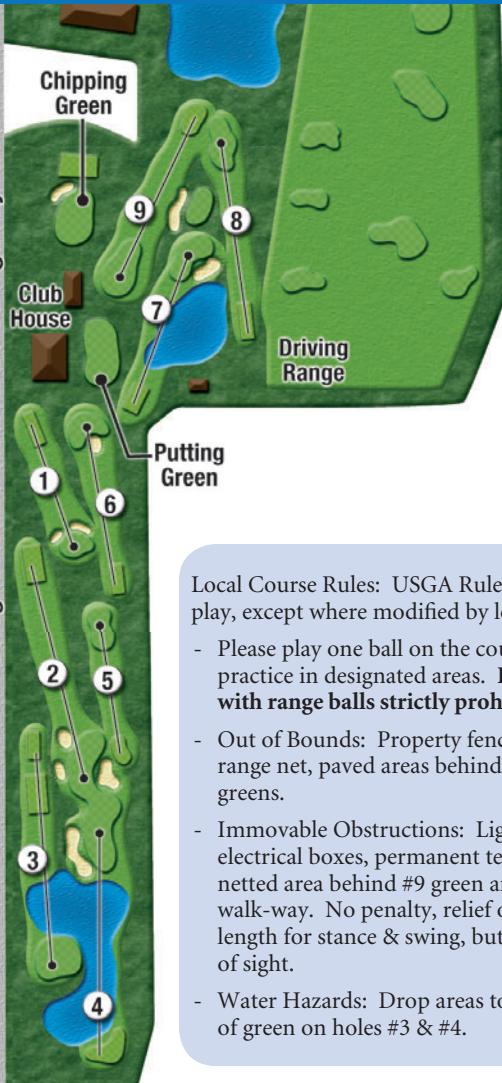 Chipping
Green
9
8
7
Club
House
Driving
Range
Putting
Green
1
6
2
5
3
4
Local Course Rules: USGA Rule
play, except where modified by l
- Please play one ball on the cou
practice in designated areas.
with range balls strictly proh
- Out of Bounds: Property fenc
range net, paved areas behind
greens.
- Immovable Obstructions: Lig
electrical boxes, permanent te
netted area behind #9 green a
walk-way. No penalty, relief o
length for stance & swing, but
of sight.
- Water Hazards: Drop areas to
of green on holes #3 & #4.